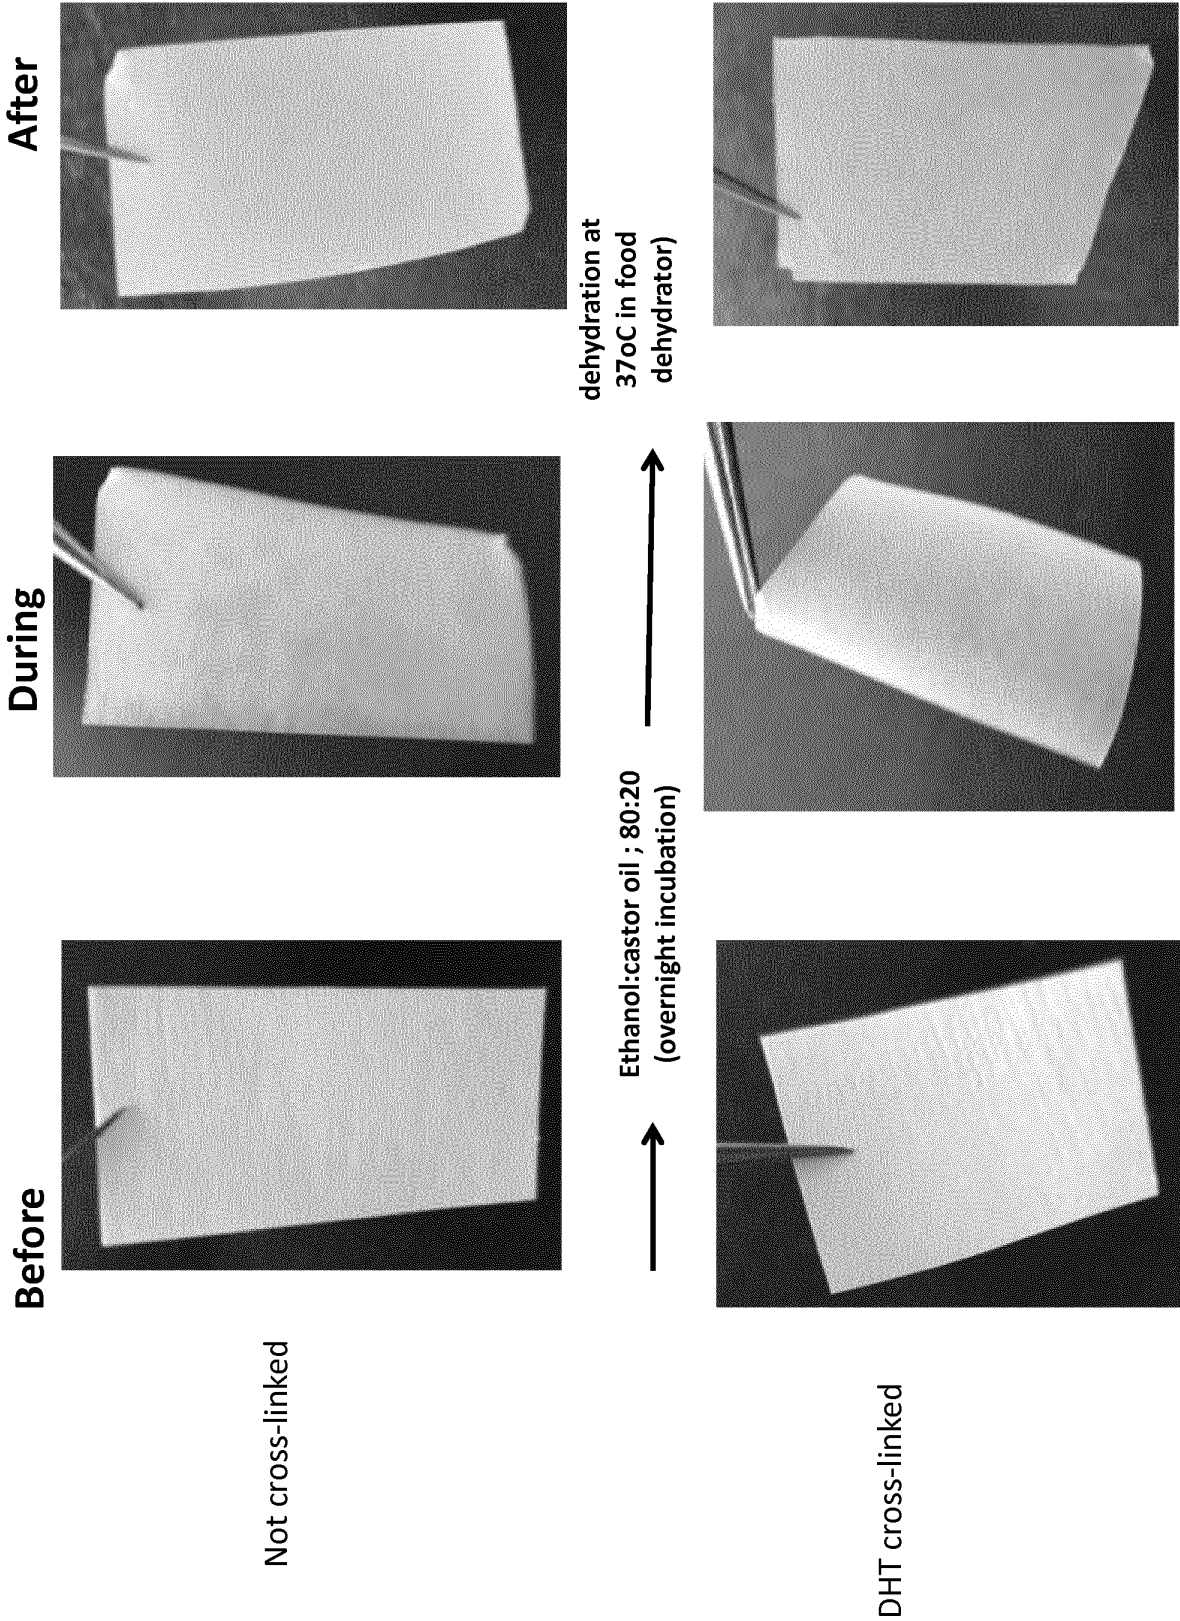 Before
During
After
Not cross-linked
Ethanol:castor oil ; 80:20
(overnight incubation)
dehydration at
37oC in food
dehydrator)
DHT cross-linked